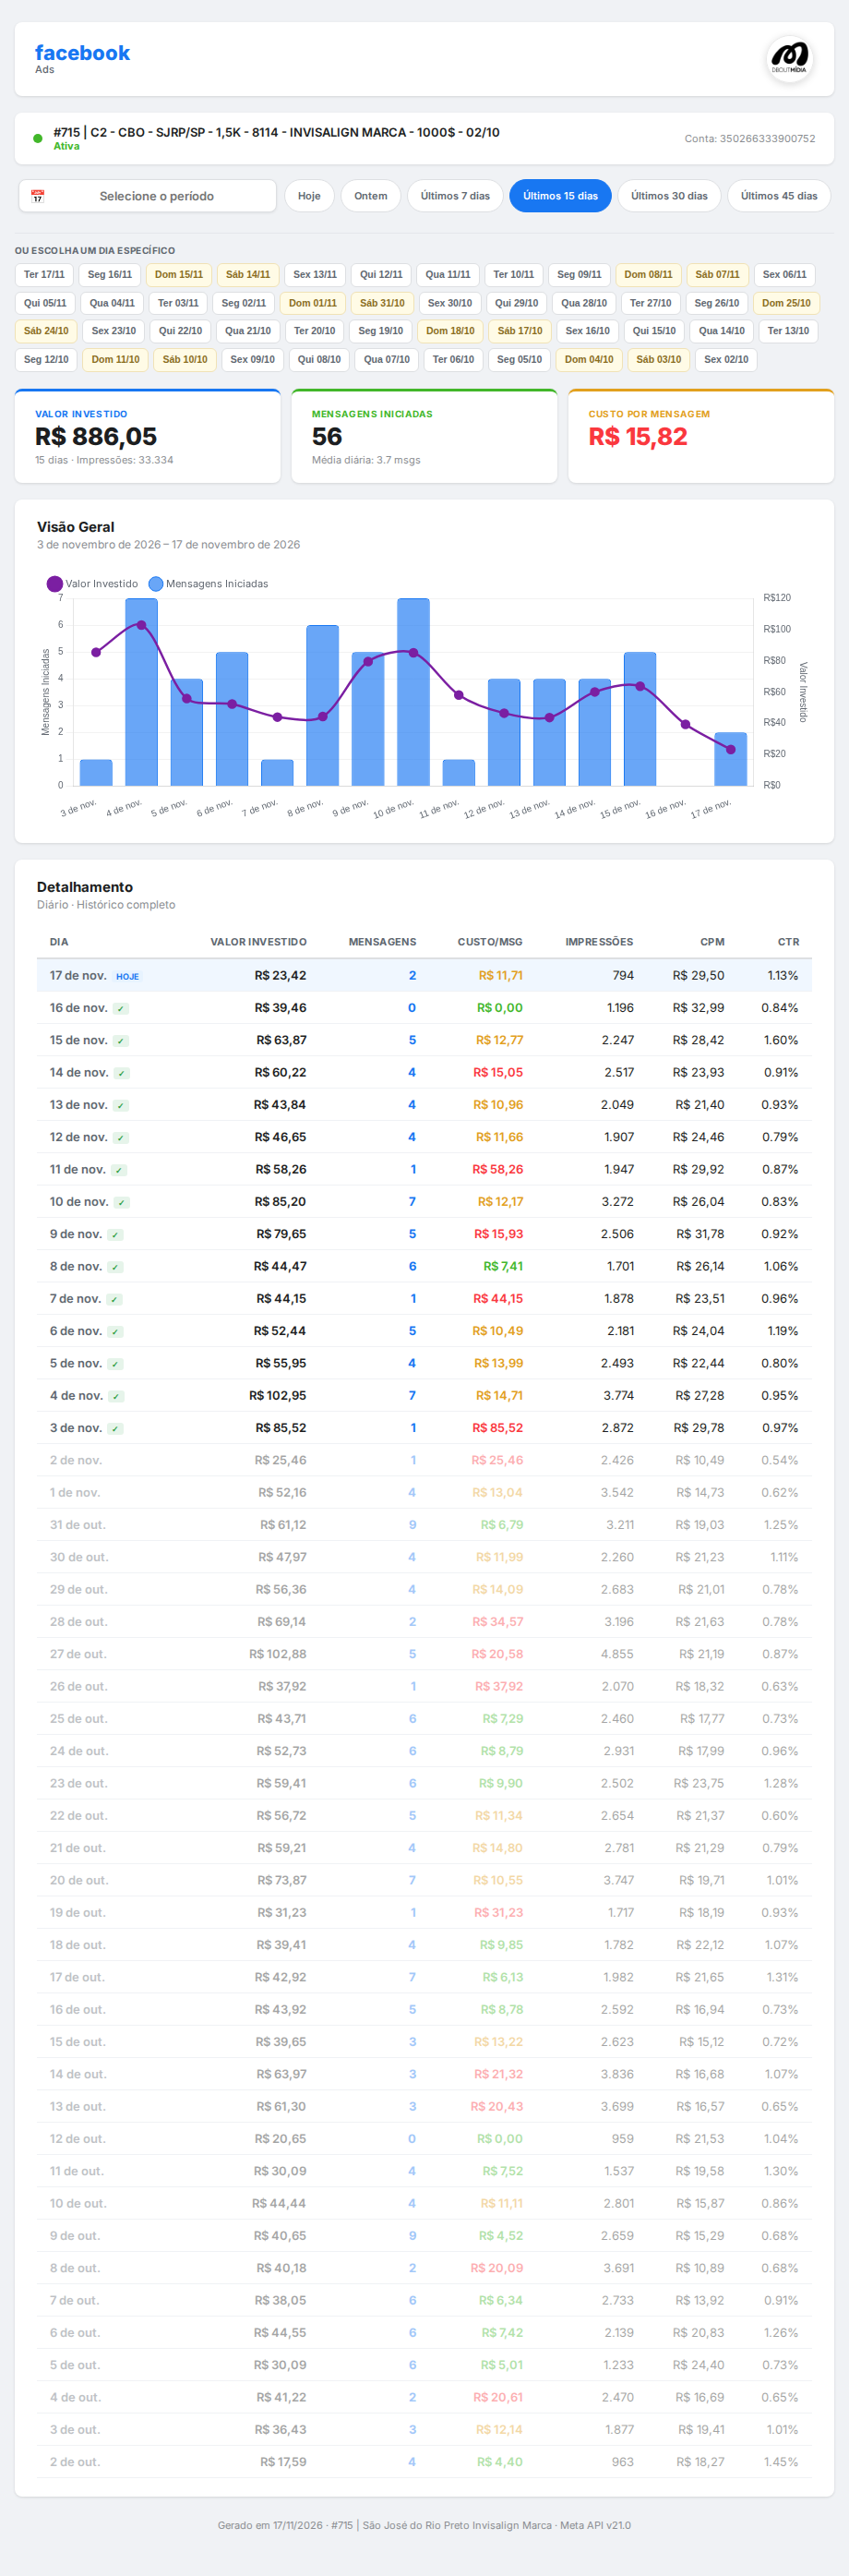 facebook
Ads
DBOUTMÍDIA
#715 | C2 - CBO - SJRP/SP - 1,5K - 8114 - INVISALIGN MARCA - 1000$ - 02/10
Ativa
Conta: 350266333900752
Selecione o período
Hoje
Ontem
Últimos 7 dias
Últimos 15 dias
Últimos 30 dias
Últimos 45 dias
OU ESCOLHA UM DIA ESPECÍFICO
Ter 17/11 Seg 16/11 Dom 15/11 Sáb 14/11 Sex 13/11 Qui 12/11 Qua 11/11 Ter 10/11 Seg 09/11 Dom 08/11 Sáb 07/11 Sex 06/11
Qui 05/11 Qua 04/11 Ter 03/11 Seg 02/11 Dom 01/11 Sáb 31/10 Sex 30/10 Qui 29/10 Qua 28/10 Ter 27/10 Seg 26/10 Dom 25/10
Sáb 24/10 Sex 23/10 Qui 22/10 Qua 21/10 Ter 20/10 Seg 19/10 Dom 18/10 Sáb 17/10 Sex 16/10 Qui 15/10 Qua 14/10 Ter 13/10
Seg 12/10 Dom 11/10 Sáb 10/10 Sex 09/10 Qui 08/10 Qua 07/10 Ter 06/10 Seg 05/10 Dom 04/10 Sáb 03/10 Sex 02/10
VALOR INVESTIDO
R$ 886,05
15 dias · Impressões: 33.334
MENSAGENS INICIADAS
56
Média diária: 3.7 msgs
CUSTO POR MENSAGEM
R$ 15,82
Visão Geral
3 de novembro de 2026 – 17 de novembro de 2026
Valor Investido Mensagens Iniciadas
Mensagens Iniciadas
7
6
5
4
3
2
1
0
R$120
R$100
R$80
R$60
R$40
R$20
R$0
Valor Investido
3 de nov. 4 de nov. 5 de nov. 6 de nov. 7 de nov. 8 de nov. 9 de nov. 10 de nov. 11 de nov. 12 de nov. 13 de nov. 14 de nov. 15 de nov. 16 de nov. 17 de nov.
Detalhamento
Diário · Histórico completo
DIA VALOR INVESTIDO MENSAGENS CUSTO/MSG IMPRESSÕES CPM CTR
17 de nov. HOJE R$ 23,42 2 R$ 11,71 794 R$ 29,50 1.13%
16 de nov. ✓ R$ 39,46 0 R$ 0,00 1.196 R$ 32,99 0.84%
15 de nov. ✓ R$ 63,87 5 R$ 12,77 2.247 R$ 28,42 1.60%
14 de nov. ✓ R$ 60,22 4 R$ 15,05 2.517 R$ 23,93 0.91%
13 de nov. ✓ R$ 43,84 4 R$ 10,96 2.049 R$ 21,40 0.93%
12 de nov. ✓ R$ 46,65 4 R$ 11,66 1.907 R$ 24,46 0.79%
11 de nov. ✓ R$ 58,26 1 R$ 58,26 1.947 R$ 29,92 0.87%
10 de nov. ✓ R$ 85,20 7 R$ 12,17 3.272 R$ 26,04 0.83%
9 de nov. ✓ R$ 79,65 5 R$ 15,93 2.506 R$ 31,78 0.92%
8 de nov. ✓ R$ 44,47 6 R$ 7,41 1.701 R$ 26,14 1.06%
7 de nov. ✓ R$ 44,15 1 R$ 44,15 1.878 R$ 23,51 0.96%
6 de nov. ✓ R$ 52,44 5 R$ 10,49 2.181 R$ 24,04 1.19%
5 de nov. ✓ R$ 55,95 4 R$ 13,99 2.493 R$ 22,44 0.80%
4 de nov. ✓ R$ 102,95 7 R$ 14,71 3.774 R$ 27,28 0.95%
3 de nov. ✓ R$ 85,52 1 R$ 85,52 2.872 R$ 29,78 0.97%
2 de nov. R$ 25,46 1 R$ 25,46 2.426 R$ 10,49 0.54%
1 de nov. R$ 52,16 4 R$ 13,04 3.542 R$ 14,73 0.62%
31 de out. R$ 61,12 9 R$ 6,79 3.211 R$ 19,03 1.25%
30 de out. R$ 47,97 4 R$ 11,99 2.260 R$ 21,23 1.11%
29 de out. R$ 56,36 4 R$ 14,09 2.683 R$ 21,01 0.78%
28 de out. R$ 69,14 2 R$ 34,57 3.196 R$ 21,63 0.78%
27 de out. R$ 102,88 5 R$ 20,58 4.855 R$ 21,19 0.87%
26 de out. R$ 37,92 1 R$ 37,92 2.070 R$ 18,32 0.63%
25 de out. R$ 43,71 6 R$ 7,29 2.460 R$ 17,77 0.73%
24 de out. R$ 52,73 6 R$ 8,79 2.931 R$ 17,99 0.96%
23 de out. R$ 59,41 6 R$ 9,90 2.502 R$ 23,75 1.28%
22 de out. R$ 56,72 5 R$ 11,34 2.654 R$ 21,37 0.60%
21 de out. R$ 59,21 4 R$ 14,80 2.781 R$ 21,29 0.79%
20 de out. R$ 73,87 7 R$ 10,55 3.747 R$ 19,71 1.01%
19 de out. R$ 31,23 1 R$ 31,23 1.717 R$ 18,19 0.93%
18 de out. R$ 39,41 4 R$ 9,85 1.782 R$ 22,12 1.07%
17 de out. R$ 42,92 7 R$ 6,13 1.982 R$ 21,65 1.31%
16 de out. R$ 43,92 5 R$ 8,78 2.592 R$ 16,94 0.73%
15 de out. R$ 39,65 3 R$ 13,22 2.623 R$ 15,12 0.72%
14 de out. R$ 63,97 3 R$ 21,32 3.836 R$ 16,68 1.07%
13 de out. R$ 61,30 3 R$ 20,43 3.699 R$ 16,57 0.65%
12 de out. R$ 20,65 0 R$ 0,00 959 R$ 21,53 1.04%
11 de out. R$ 30,09 4 R$ 7,52 1.537 R$ 19,58 1.30%
10 de out. R$ 44,44 4 R$ 11,11 2.801 R$ 15,87 0.86%
9 de out. R$ 40,65 9 R$ 4,52 2.659 R$ 15,29 0.68%
8 de out. R$ 40,18 2 R$ 20,09 3.691 R$ 10,89 0.68%
7 de out. R$ 38,05 6 R$ 6,34 2.733 R$ 13,92 0.91%
6 de out. R$ 44,55 6 R$ 7,42 2.139 R$ 20,83 1.26%
5 de out. R$ 30,09 6 R$ 5,01 1.233 R$ 24,40 0.73%
4 de out. R$ 41,22 2 R$ 20,61 2.470 R$ 16,69 0.65%
3 de out. R$ 36,43 3 R$ 12,14 1.877 R$ 19,41 1.01%
2 de out. R$ 17,59 4 R$ 4,40 963 R$ 18,27 1.45%
Gerado em 17/11/2026 · #715 | São José do Rio Preto Invisalign Marca · Meta API v21.0